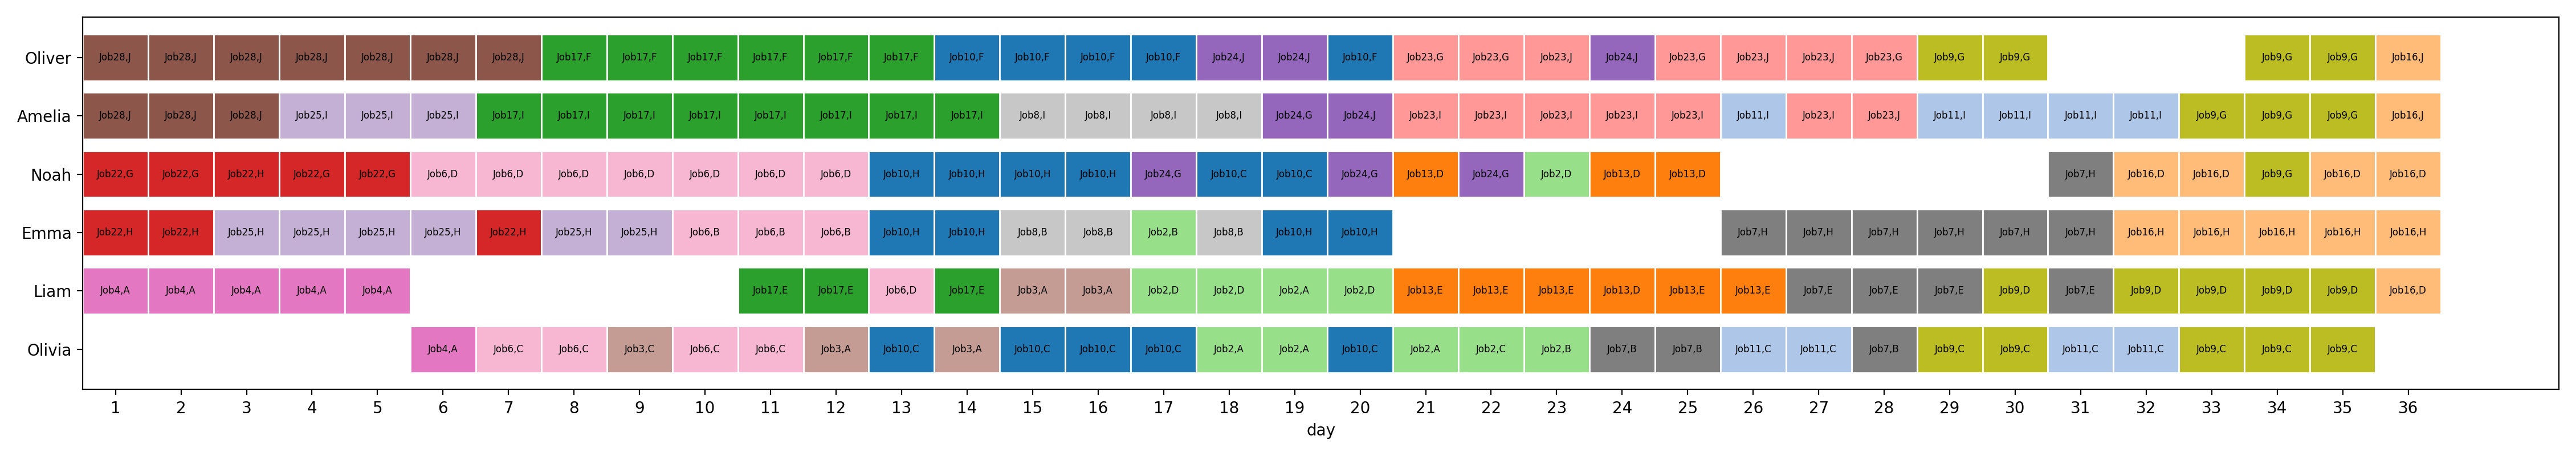 Oliver Job28,J Job28,J Job28,J Job28,J Job28,J Job28,J Job28,J Job17,F Job17,F Job17,F Job17,F Job17,F Job17,F Job10,F Job10,F Job10,F Job10,F Job24,J Job24,J Job10,F Job23,G Job23,G Job23,J Job24,J Job23,G Job23,J Job23,J Job23,G Job9,G Job9,G Job9,G Job9,G Job16,J
Amelia Job28,J Job28,J Job28,J Job25,I Job25,I Job25,I Job17,I Job17,I Job17,I Job17,I Job17,I Job17,I Job17,I Job17,I Job8,I Job8,I Job8,I Job8,I Job24,G Job24,J Job23,I Job23,I Job23,I Job23,I Job23,I Job11,I Job23,I Job23,J Job11,I Job11,I Job11,I Job11,I Job9,G Job9,G Job9,G Job16,J
Noah Job22,G Job22,G Job22,H Job22,G Job22,G Job6,D Job6,D Job6,D Job6,D Job6,D Job6,D Job6,D Job10,H Job10,H Job10,H Job10,H Job24,G Job10,C Job10,C Job24,G Job13,D Job24,G Job2,D Job13,D Job13,D Job7,H Job16,D Job16,D Job9,G Job16,D Job16,D
Emma Job22,H Job22,H Job25,H Job25,H Job25,H Job25,H Job22,H Job25,H Job25,H Job6,B Job6,B Job6,B Job10,H Job10,H Job8,B Job8,B Job2,B Job8,B Job10,H Job10,H Job7,H Job7,H Job7,H Job7,H Job7,H Job7,H Job16,H Job16,H Job16,H Job16,H Job16,H
Liam Job4,A Job4,A Job4,A Job4,A Job4,A Job17,E Job17,E Job6,D Job17,E Job3,A Job3,A Job2,D Job2,D Job2,A Job2,D Job13,E Job13,E Job13,E Job13,D Job13,E Job13,E Job7,E Job7,E Job7,E Job9,D Job7,E Job9,D Job9,D Job9,D Job9,D Job16,D
Olivia Job4,A Job6,C Job6,C Job3,C Job6,C Job6,C Job3,A Job10,C Job3,A Job10,C Job10,C Job10,C Job2,A Job2,A Job10,C Job2,A Job2,C Job2,B Job7,B Job7,B Job11,C Job11,C Job7,B Job9,C Job9,C Job11,C Job11,C Job9,C Job9,C Job9,C
1 2 3 4 5 6 7 8 9 10 11 12 13 14 15 16 17 18 19 20 21 22 23 24 25 26 27 28 29 30 31 32 33 34 35 36
day